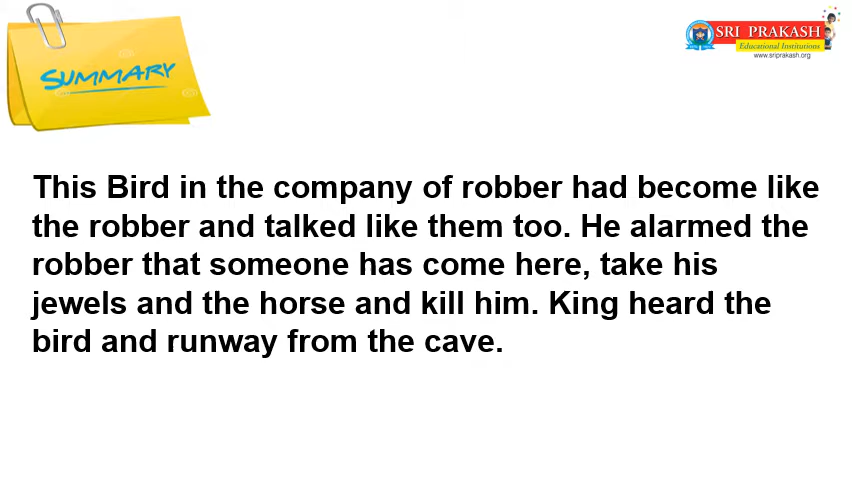 SUMMARY
SRI PRAKASH
Educational Institutions
www.sriprakash.org
This Bird in the company of robber had become like
the robber and talked like them too. He alarmed the
robber that someone has come here, take his
jewels and the horse and kill him. King heard the
bird and runway from the cave.